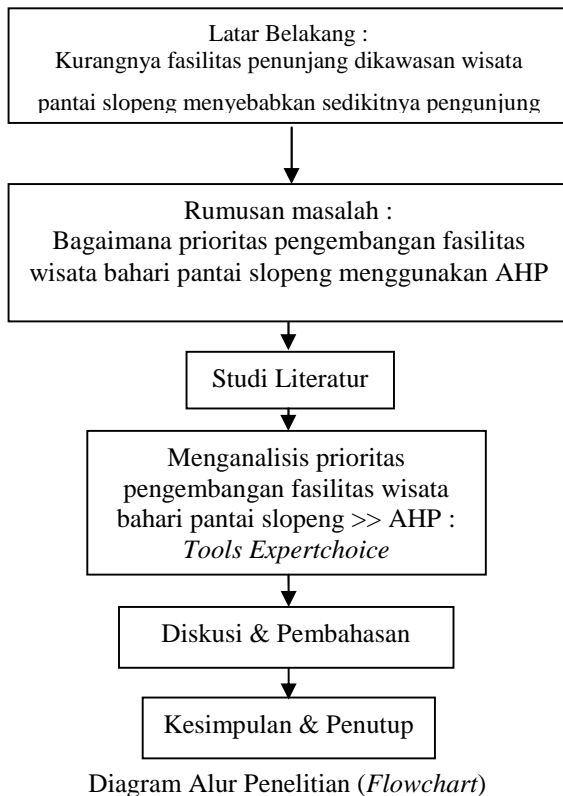 Latar Belakang :
Kurangnya fasilitas penunjang dikawasan wisata
pantai slopeng menyebabkan sedikitnya pengunjung
Rumusan masalah :
Bagaimana prioritas pengembangan fasilitas
wisata bahari pantai slopeng menggunakan AHP
Studi Literatur
Menganalisis prioritas
pengembangan fasilitas wisata
bahari pantai slopeng >> AHP :
Tools Expertchoice
Diskusi & Pembahasan
Kesimpulan & Penutup
Diagram Alur Penelitian (Flowchart)